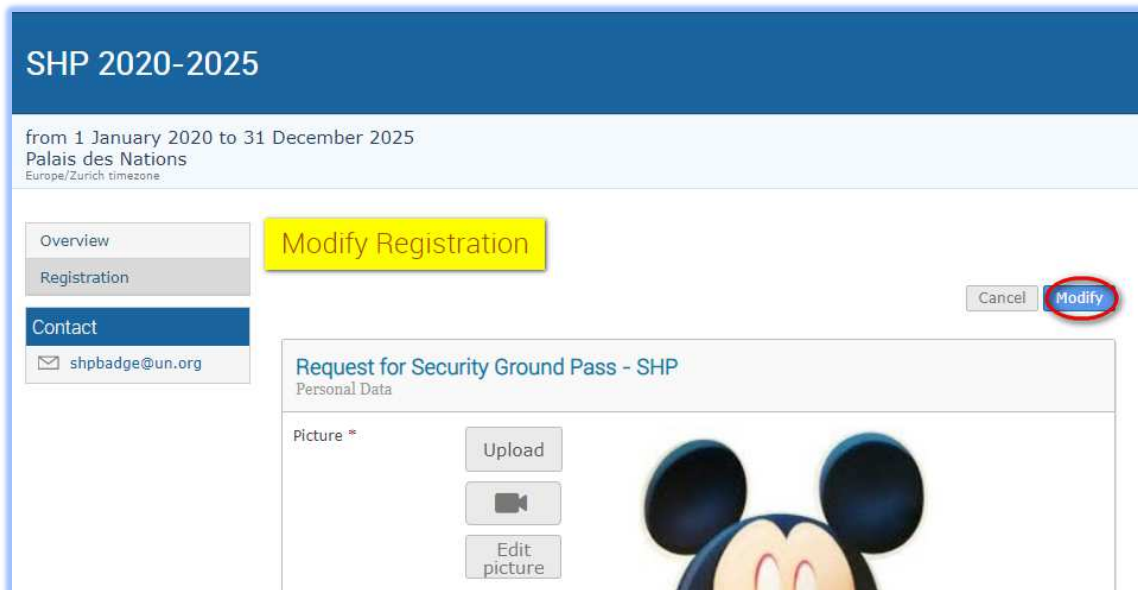 SHP 2020-2025
from 1 January 2020 to 31 December 2025
Palais des Nations
Europe/Zurich timezone
Overview
Registration
Contact
shpbadge@un.org
Modify Registration
Cancel Modify
Request for Security Ground Pass - SHP
Personal Data
Picture *
Upload
Edit
picture